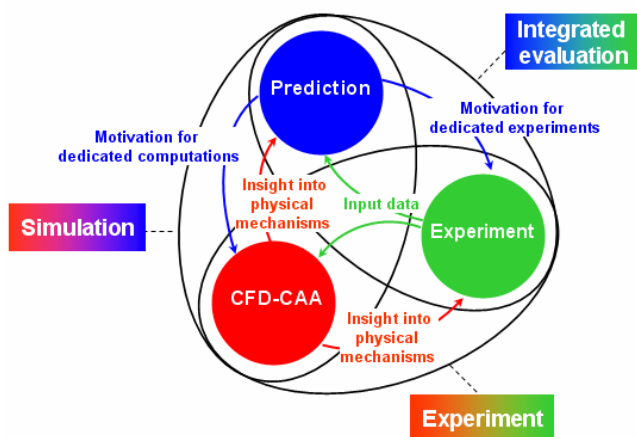 Integrated
evaluation
Prediction
Motivation for
dedicated experiments
Motivation for
dedicated computations
Insight into
physical
mechanisms
Input data
Simulation
Experiment
CFD-CAA
Insight into
physical
mechanisms
Experiment